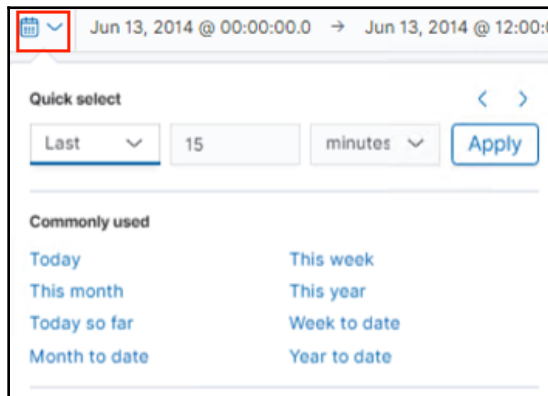 Jun 13, 2014 @ 00:00:00.0 → Jun 13, 2014 @ 12:00:
Quick select
Last 15 minutes Apply
Commonly used
Today This week
This month This year
Today so far Week to date
Month to date Year to date